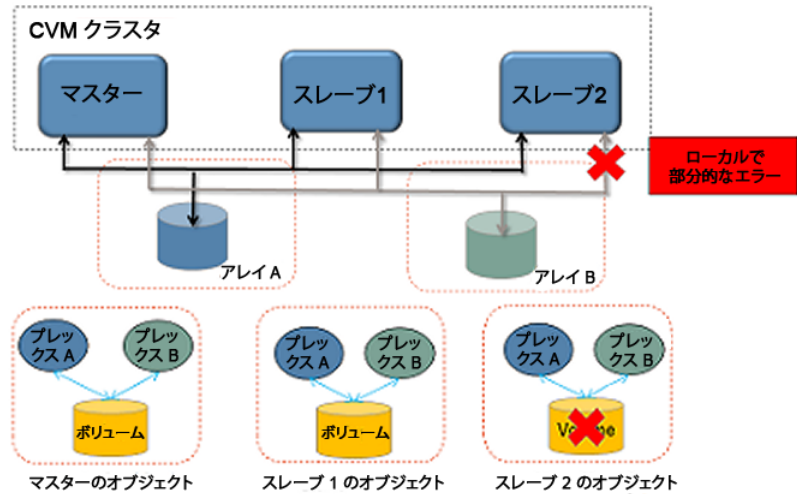 CVM クラスタ
マスター
スレーブ1
スレーブ2
ローカルで
部分的なエラー
アレイ A
アレイ B
プレッ
クス A
プレッ
クス B
プレッ
クス A
プレッ
クス B
プレッ
クス A
プレッ
クス B
ボリューム
ボリューム
Volume
マスターのオブジェクト
スレーブ 1 のオブジェクト
スレーブ 2 のオブジェクト